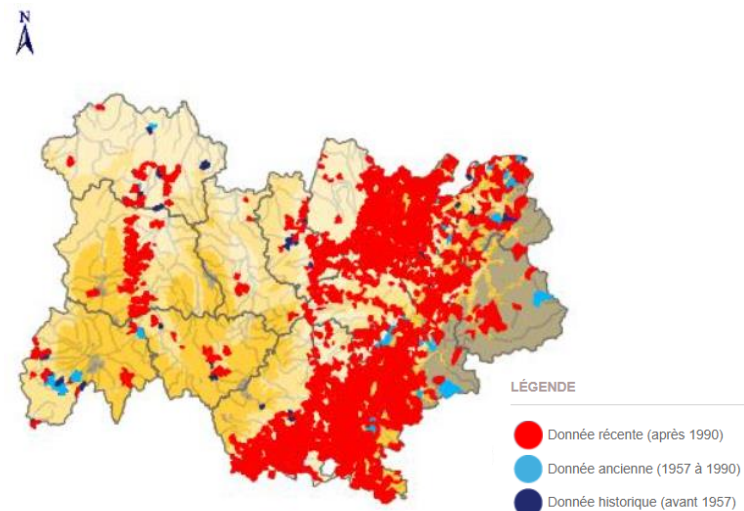 N
LÉGENDE
Donnée récente (après 1990)
Donnée ancienne (1957 à 1990)
Donnée historique (avant 1957)